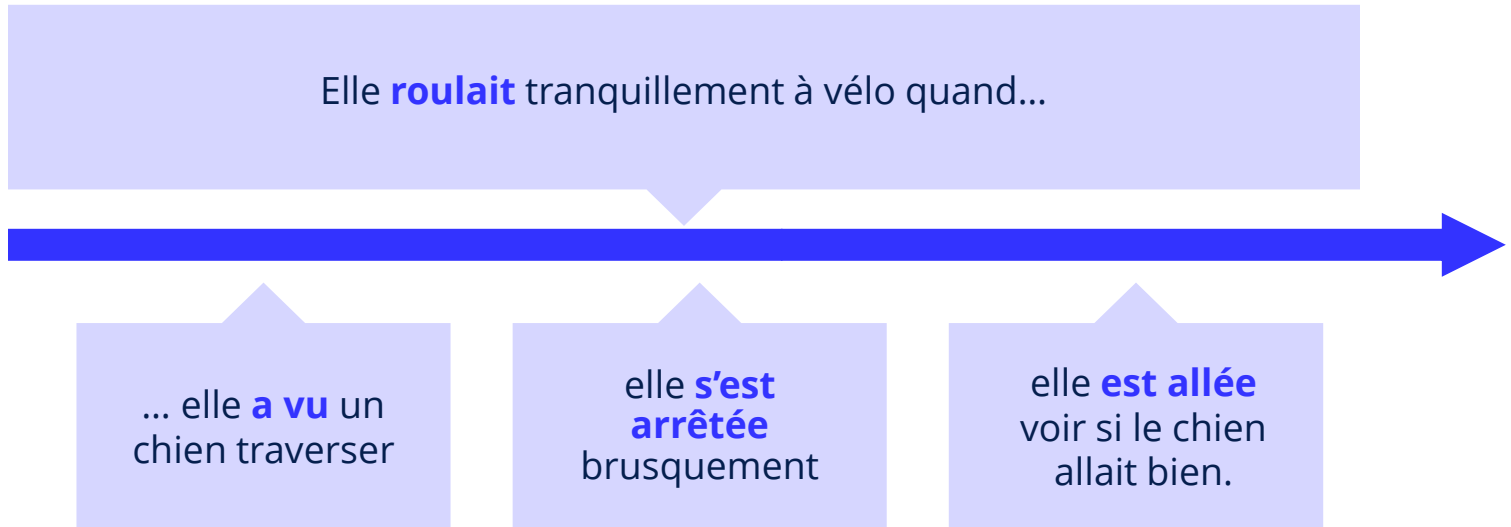 Elle roulait tranquillement à vélo quand…
… elle a vu un
chien traverser
elle s’est
arrêtée
brusquement
elle est allée
voir si le chien
allait bien.